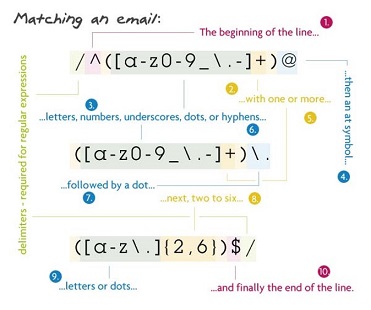 Matching an email:
1.
The beginning of the line...
/^([a-z0-9_\.-]+)@
2.
...with one or more...
...then an at symbol...
3.
...letters, numbers, underscores, dots, or hyphens...
4.
5.
6.
([a-z0-9_\.-]+)\.
...followed by a dot...
7.
...next, two to six...
8.
([a-z\.]{2,6})$/
9.
...letters or dots...
10.
...and finally the end of the line.
delimiters - required for regular expressions